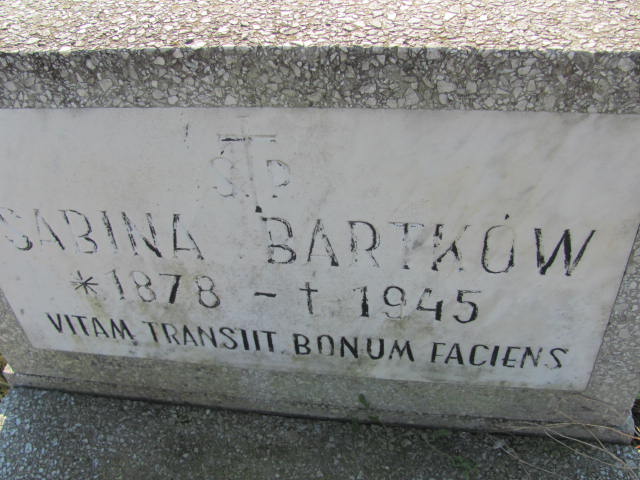 Ś P
SABINA BARTKÓW
* 1878 - † 1945
VITAM TRANSIIT BONUM FACIENS